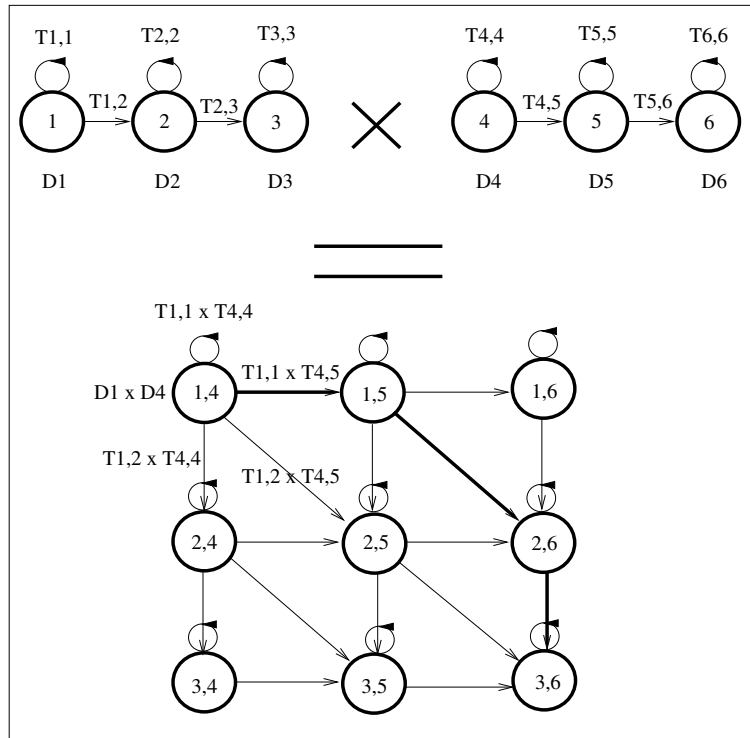 T1,1 T2,2 T3,3 T4,4 T5,5 T6,6
T1,2 T2,3 T4,5 T5,6
1 2 3 4 5 6
D1 D2 D3 D4 D5 D6
T1,1 x T4,4
T1,1 x T4,5
D1 x D4 1,4 1,5 1,6
T1,2 x T4,4 T1,2 x T4,5
2,4 2,5 2,6
3,4 3,5 3,6